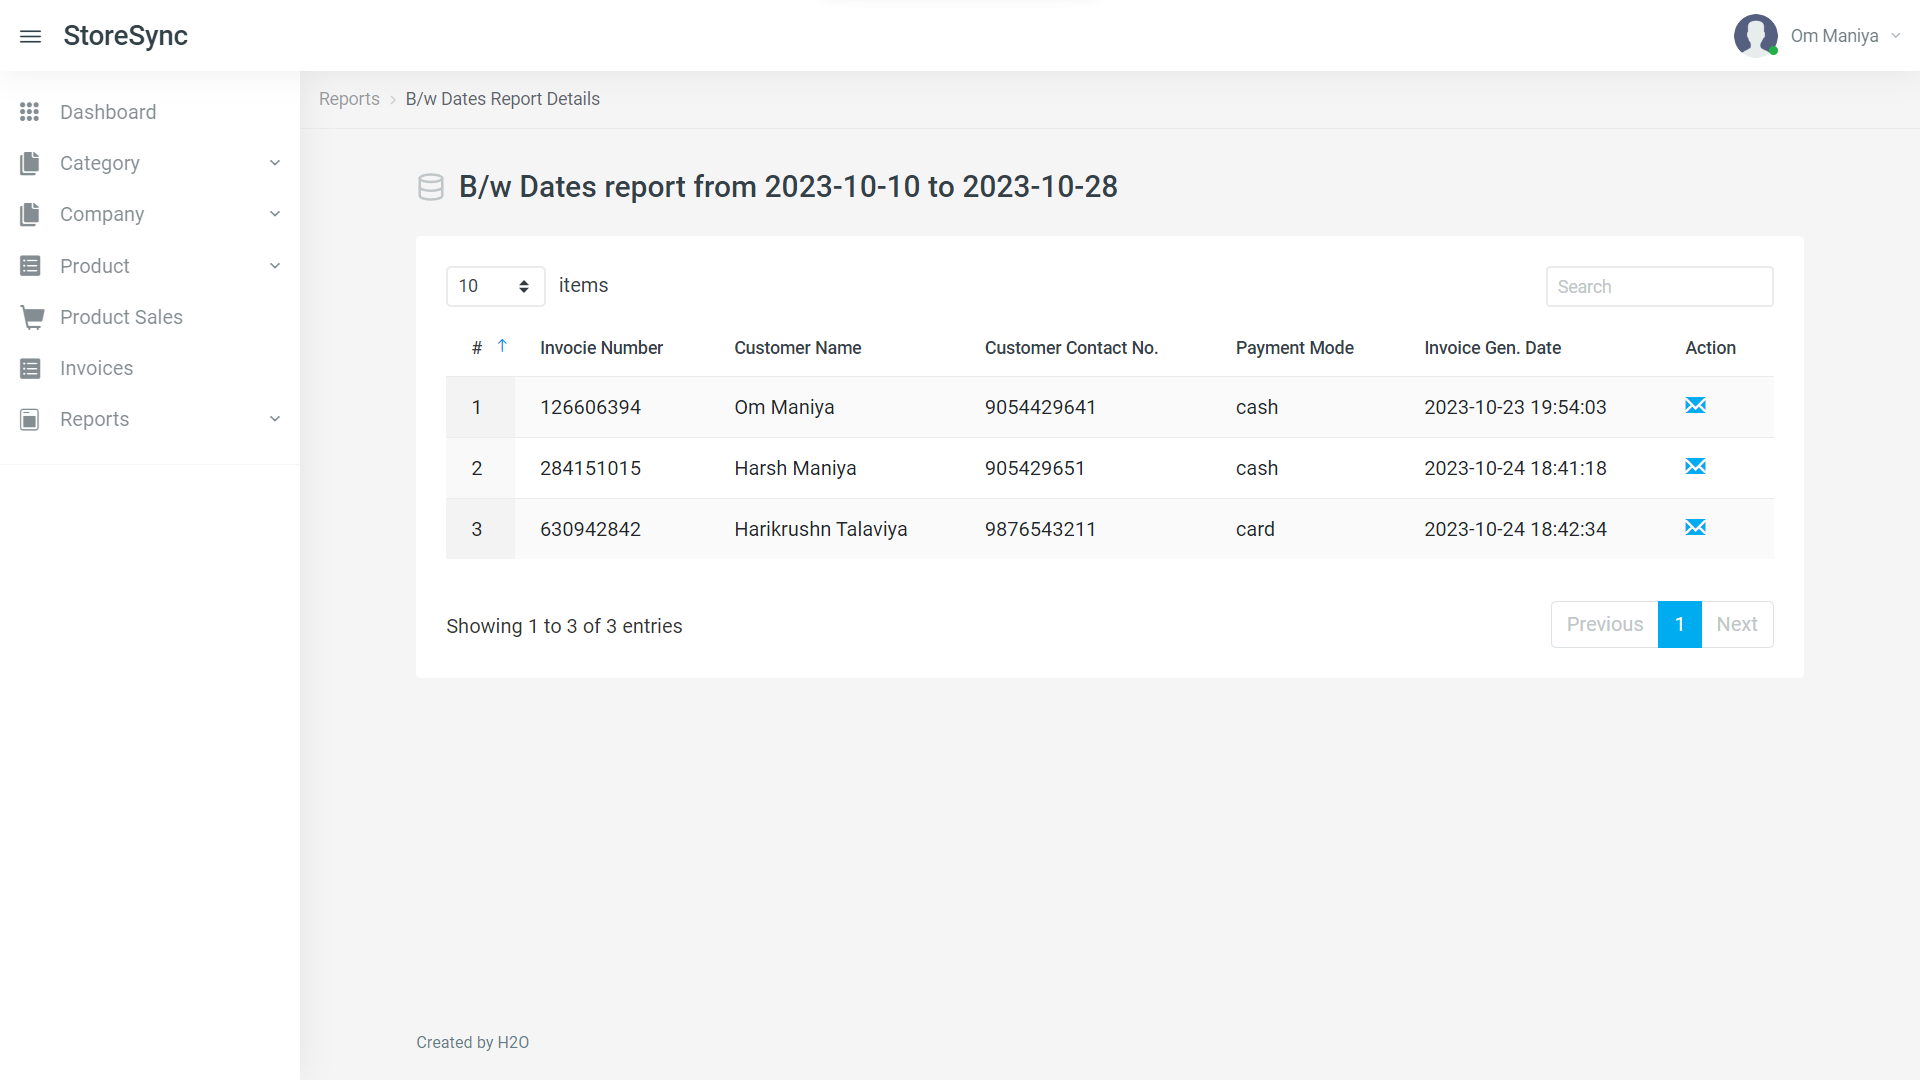 StoreSync
Om Maniya
Dashboard
Category
Company
Product
Product Sales
Invoices
Reports
Reports > B/w Dates Report Details
B/w Dates report from 2023-10-10 to 2023-10-28
10 items Search
# Invocie Number Customer Name Customer Contact No. Payment Mode Invoice Gen. Date Action
1 126606394 Om Maniya 9054429641 cash 2023-10-23 19:54:03
2 284151015 Harsh Maniya 905429651 cash 2023-10-24 18:41:18
3 630942842 Harikrushn Talaviya 9876543211 card 2023-10-24 18:42:34
Showing 1 to 3 of 3 entries
Previous 1 Next
Created by H2O